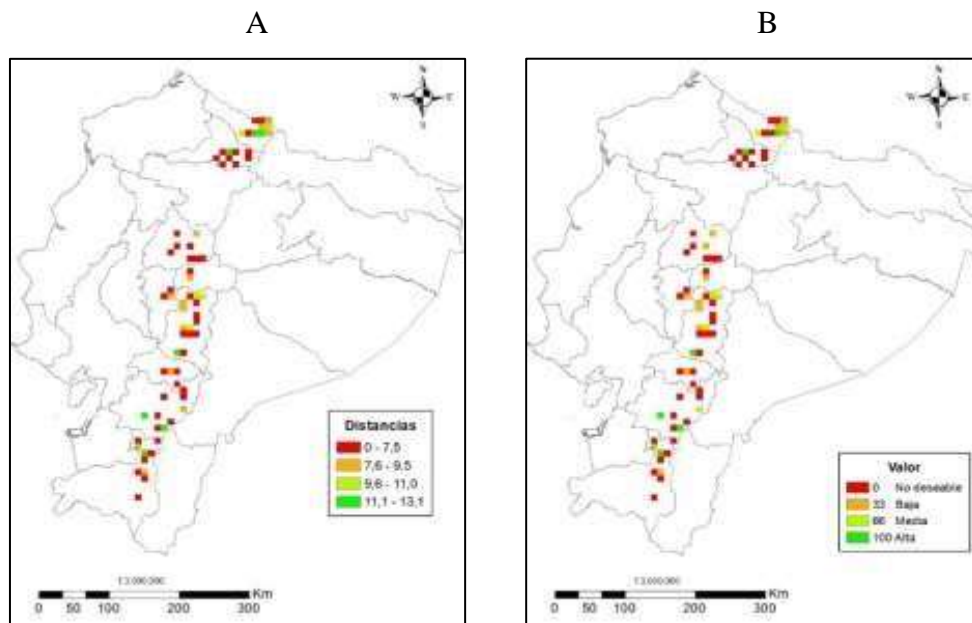 A
B
N
W E
S
N
W E
S
Distancias
0 - 7,5
7,6 - 9,5
9,6 - 11,0
11,1 - 13,1
Valor
0 No deseable
33 Baja
66 Media
100 Alta
Km
0 50 100 200 300
Km
0 50 100 200 300